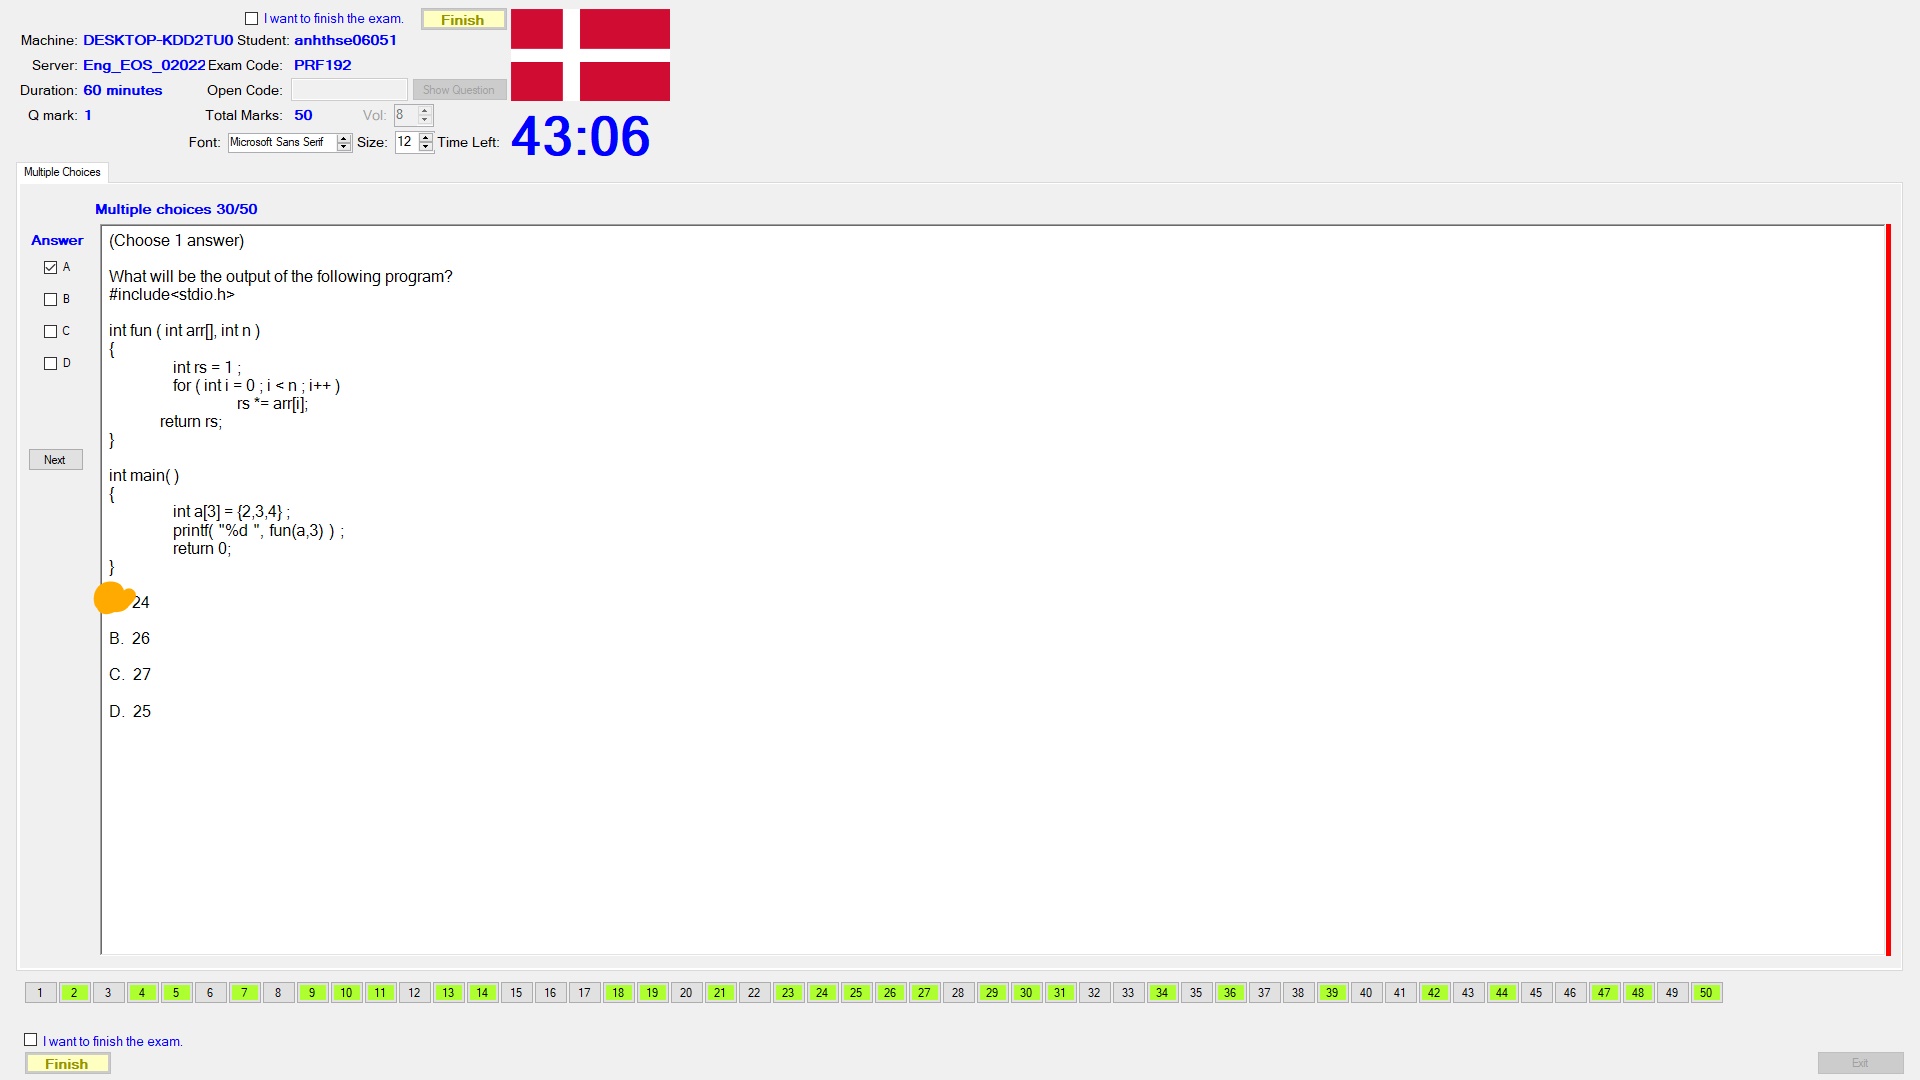 I want to finish the exam.
Finish
Machine: DESKTOP-KDD2TU0 Student: anhthse06051
Server: Eng_EOS_02022 Exam Code: PRF192
Duration: 60 minutes Open Code: Show Question
Q mark: 1 Total Marks: 50 Vol: 8
Font: Microsoft Sans Serif Size: 12 Time Left: 43:06
Multiple Choices
Multiple choices 30/50
Answer
A
B
C
D
Next
(Choose 1 answer)
What will be the output of the following program?
#include<stdio.h>
int fun ( int arr[], int n )
{
int rs = 1 ;
for ( int i = 0 ; i < n ; i++ )
rs *= arr[i];
return rs;
}
int main( )
{
int a[3] = {2,3,4} ;
printf( "%d ", fun(a,3) ) ;
return 0;
}
24
B. 26
C. 27
D. 25
1 2 3 4 5 6 7 8 9 10 11 12 13 14 15 16 17 18 19 20 21 22 23 24 25 26 27 28 29 30 31 32 33 34 35 36 37 38 39 40 41 42 43 44 45 46 47 48 49 50
I want to finish the exam.
Finish
Exit